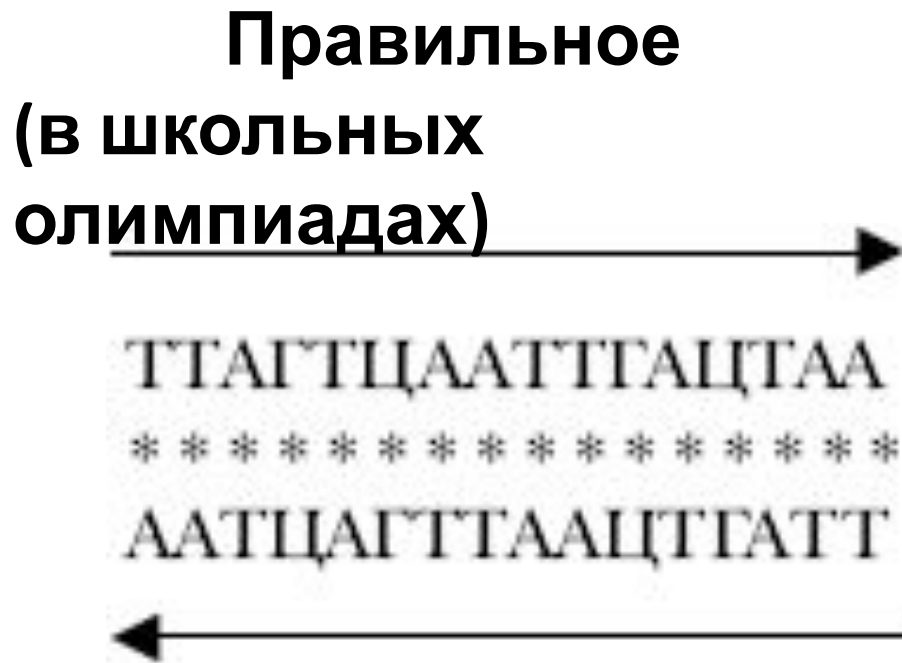 Правильное
(в школьных
олимпиадах)
ТТАГТЦААТТГАЦТАА
* * * * * * * * * * * * * * * *
ААТЦАГТТААЦТГАТТ